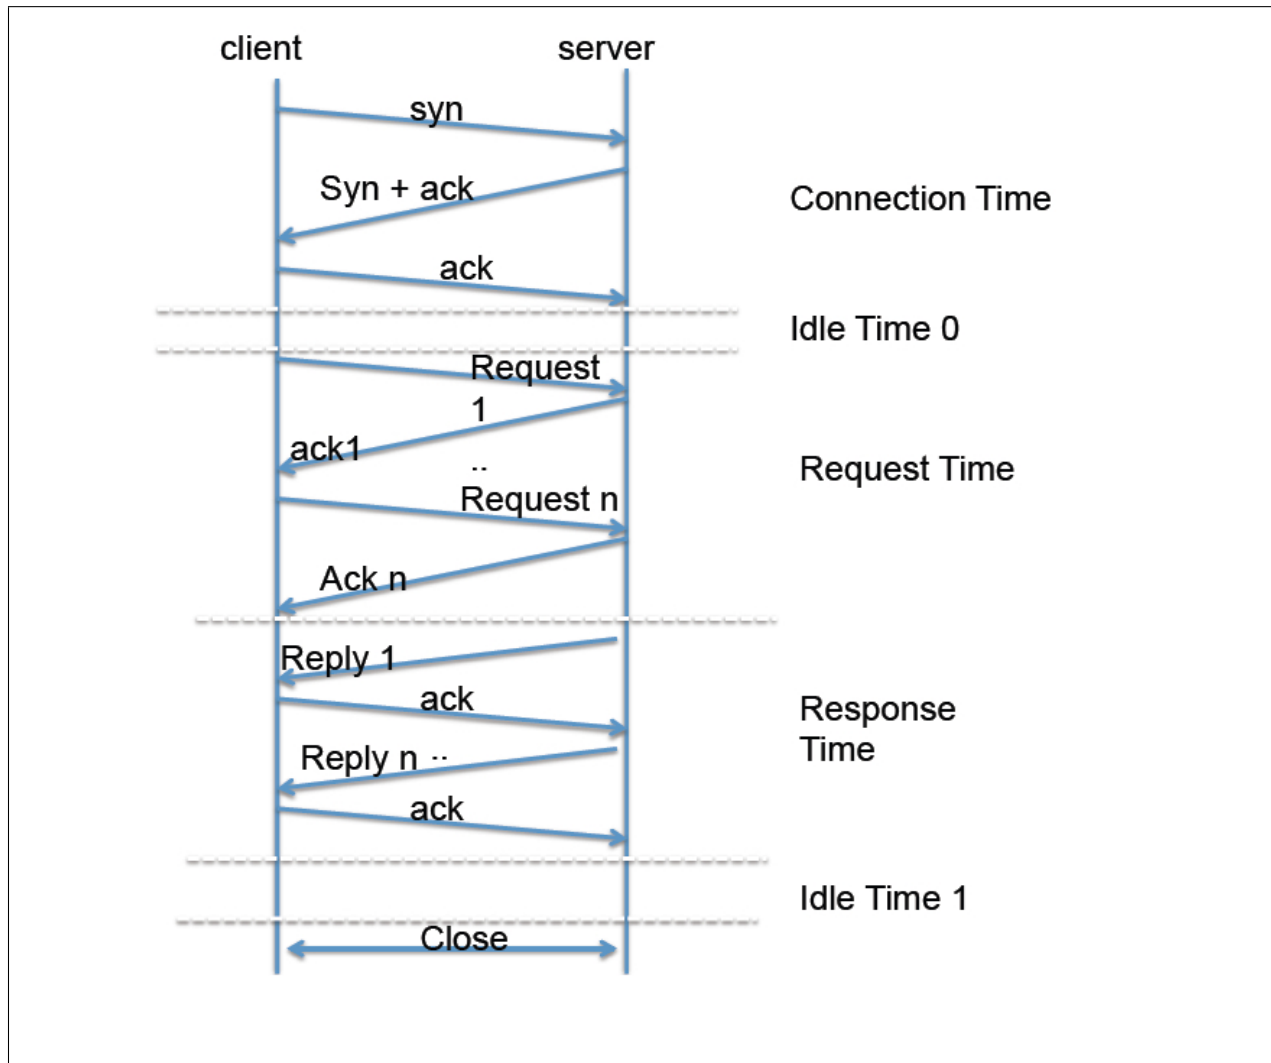 client
server
syn
Syn + ack
Connection Time
ack
Idle Time 0
Request
1
ack1
..
Request Time
Request n
Ack n
Reply 1
ack
Response
Time
Reply n ..
ack
Idle Time 1
Close